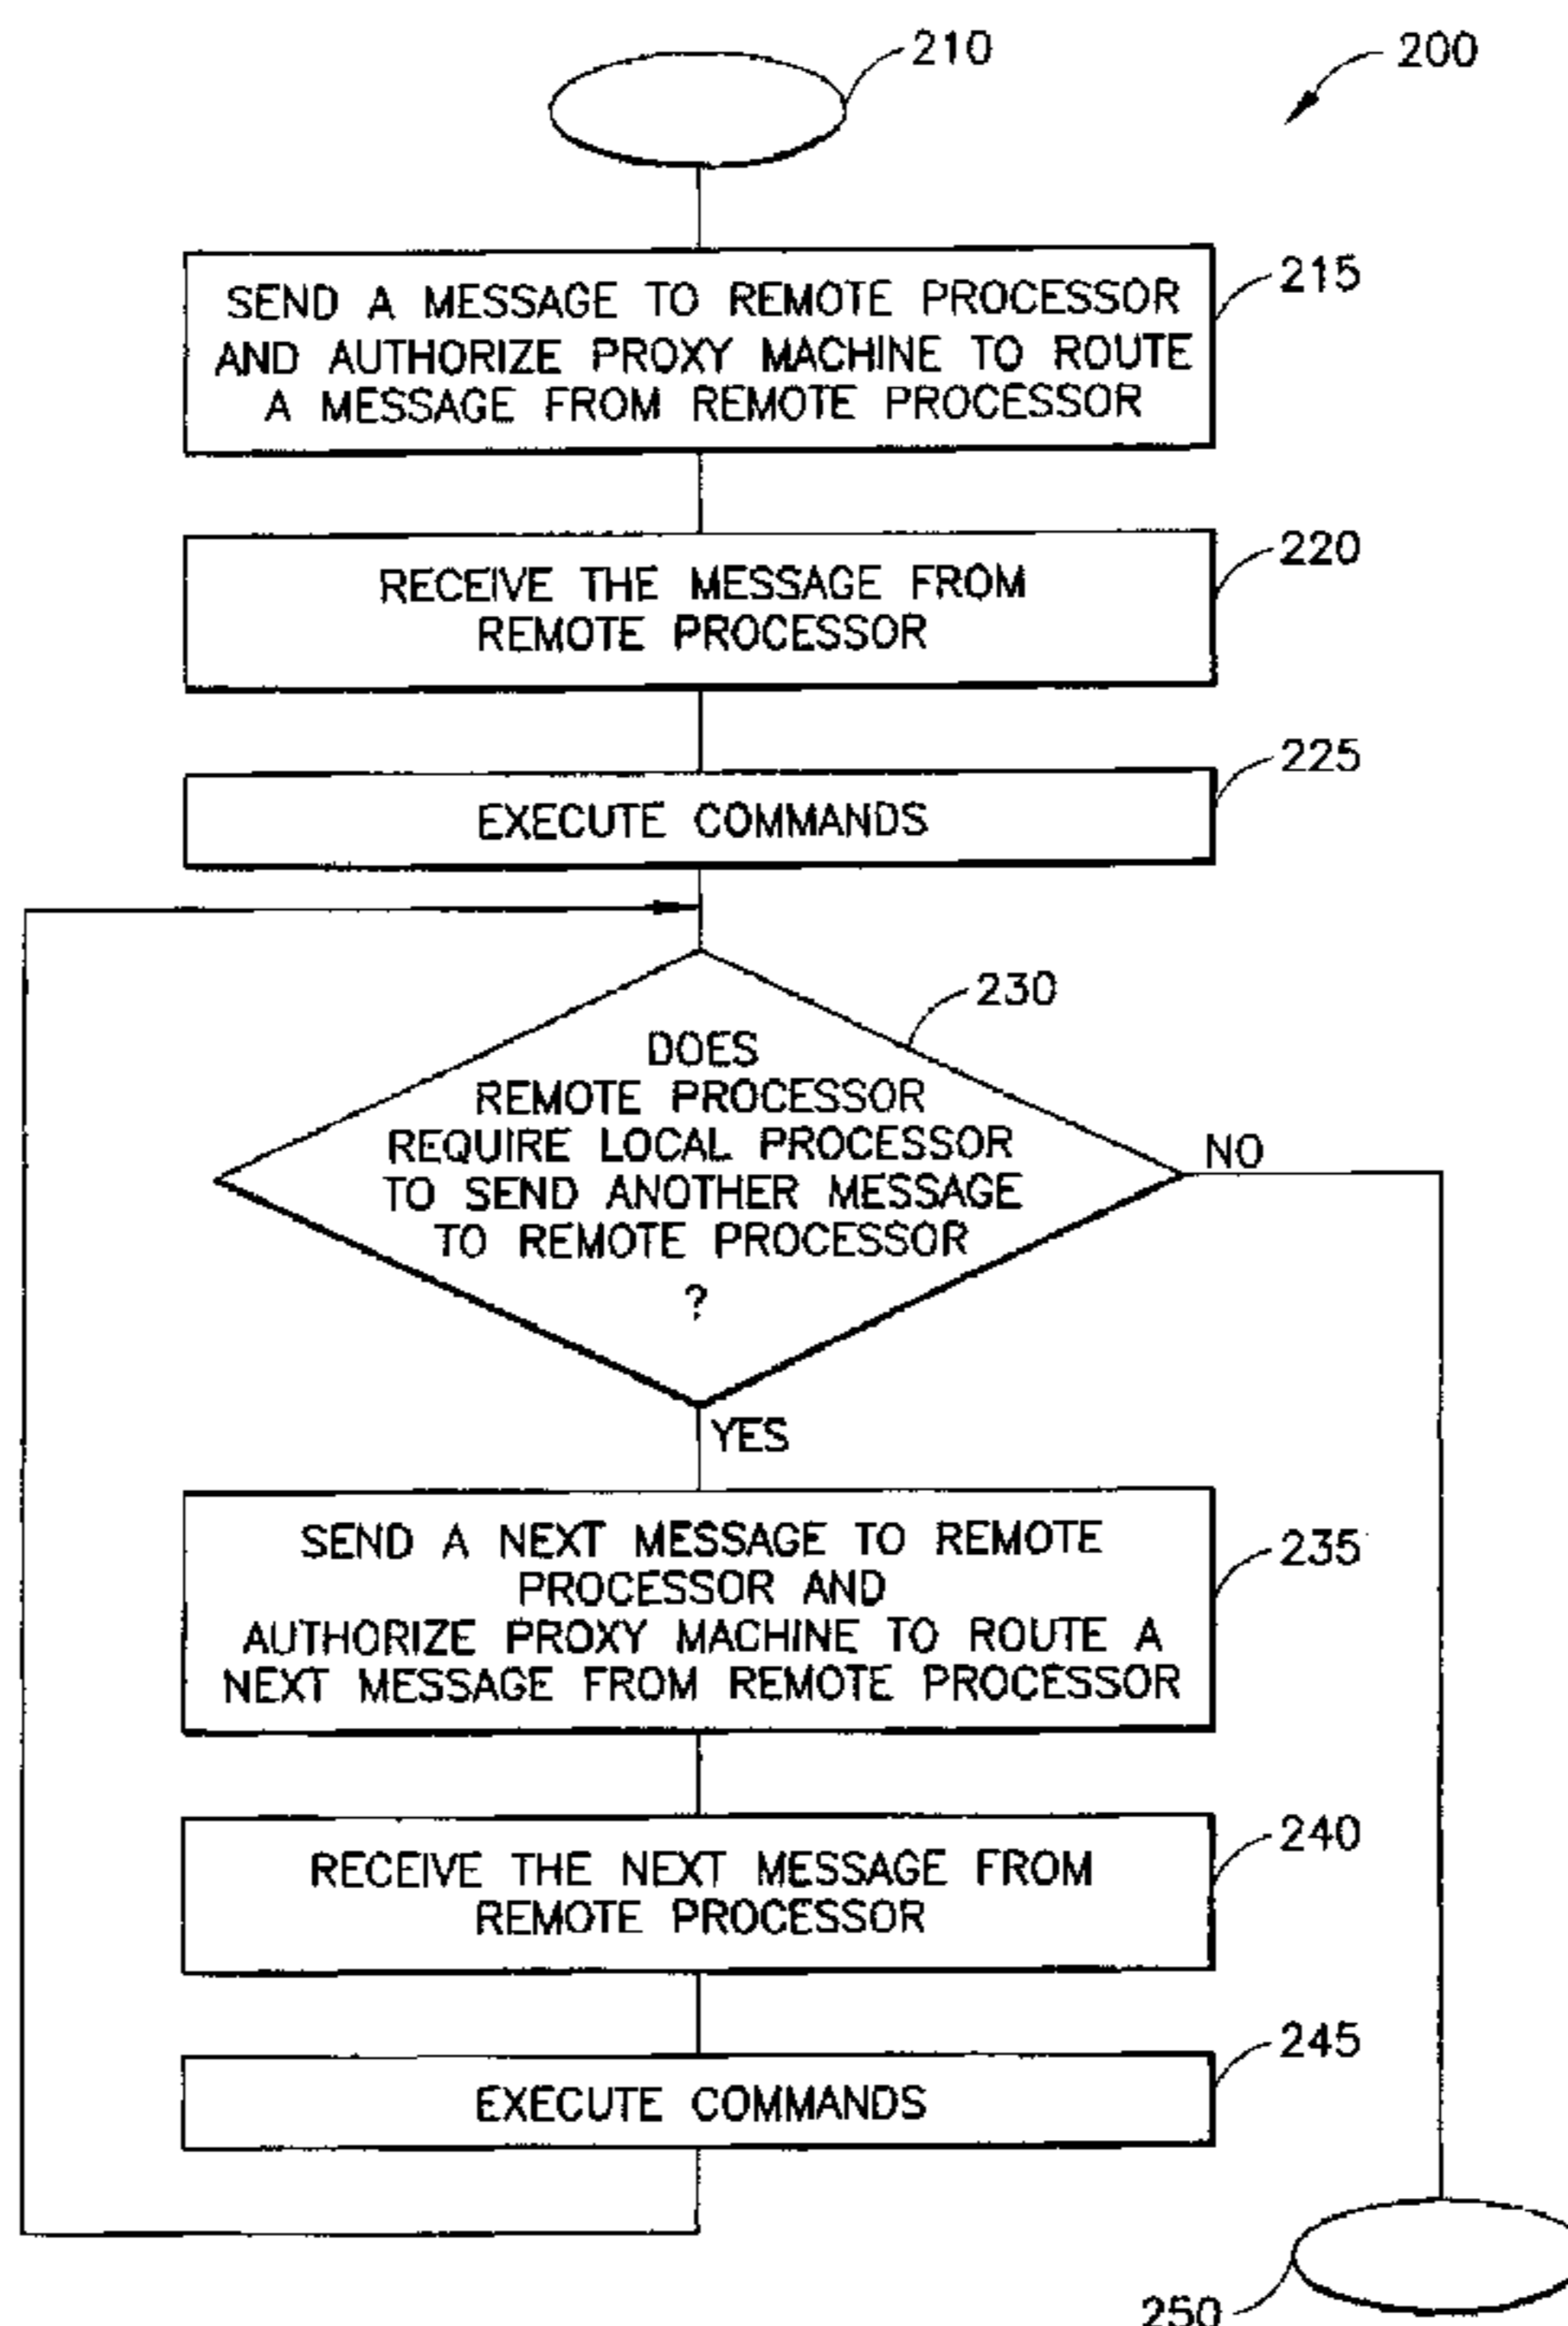 210
200
SEND A MESSAGE TO REMOTE PROCESSOR
AND AUTHORIZE PROXY MACHINE TO ROUTE
A MESSAGE FROM REMOTE PROCESSOR
215
RECEIVE THE MESSAGE FROM
REMOTE PROCESSOR
220
EXECUTE COMMANDS
225
DOES
REMOTE PROCESSOR
REQUIRE LOCAL PROCESSOR
TO SEND ANOTHER MESSAGE
TO REMOTE PROCESSOR
?
230
NO
YES
SEND A NEXT MESSAGE TO REMOTE
PROCESSOR AND
AUTHORIZE PROXY MACHINE TO ROUTE A
NEXT MESSAGE FROM REMOTE PROCESSOR
235
RECEIVE THE NEXT MESSAGE FROM
REMOTE PROCESSOR
240
EXECUTE COMMANDS
245
250